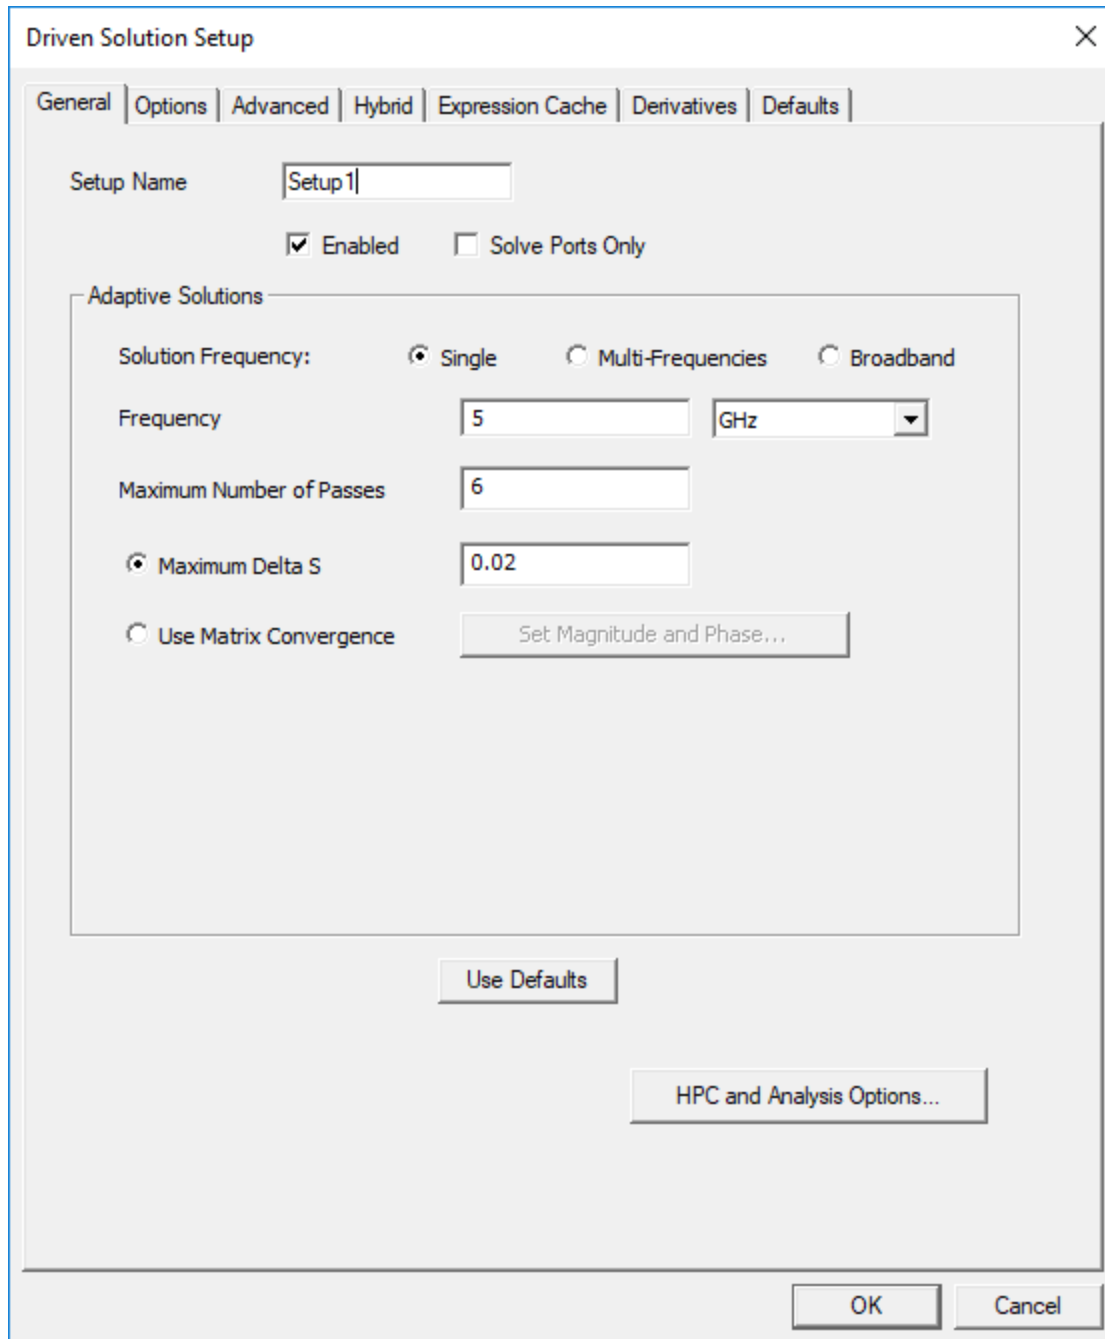 Driven Solution Setup
General Options Advanced Hybrid Expression Cache Derivatives Defaults
Setup Name Setup1
Enabled Solve Ports Only
Adaptive Solutions
Solution Frequency: Single Multi-Frequencies Broadband
Frequency 5 GHz
Maximum Number of Passes 6
Maximum Delta S 0.02
Use Matrix Convergence Set Magnitude and Phase...
Use Defaults
HPC and Analysis Options...
OK Cancel